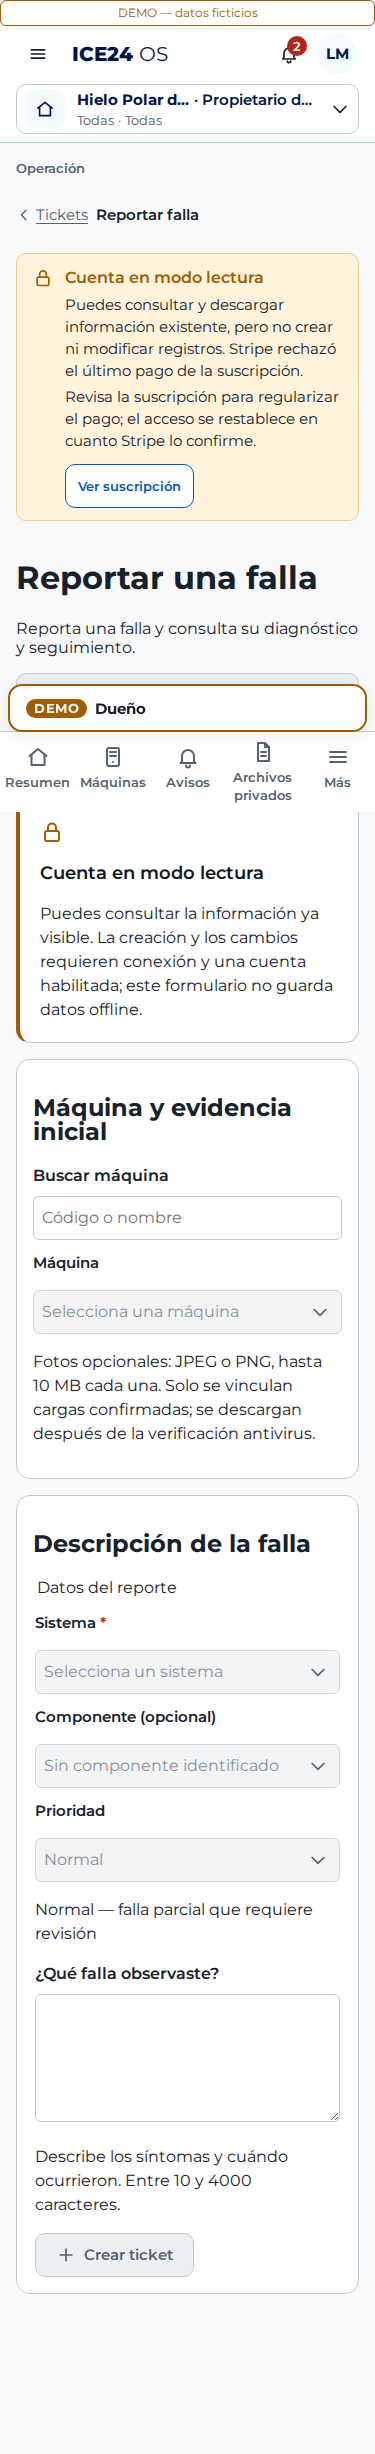 DEMO — datos ficticios
ICE24 OS
2
LM
Hielo Polar d... · Propietario d...
Todas · Todas
Operación
Tickets Reportar falla
Cuenta en modo lectura
Puedes consultar y descargar
información existente, pero no crear
ni modificar registros. Stripe rechazó
el último pago de la suscripción.
Revisa la suscripción para regularizar
el pago; el acceso se restablece en
cuanto Stripe lo confirme.
Ver suscripción
Reportar una falla
Reporta una falla y consulta su diagnóstico
y seguimiento.
DEMO Dueño
Resumen
Máquinas
Avisos
Archivos
privados
Más
Cuenta en modo lectura
Puedes consultar la información ya
visible. La creación y los cambios
requieren conexión y una cuenta
habilitada; este formulario no guarda
datos offline.
Máquina y evidencia
inicial
Buscar máquina
Código o nombre
Máquina
Selecciona una máquina
Fotos opcionales: JPEG o PNG, hasta
10 MB cada una. Solo se vinculan
cargas confirmadas; se descargan
después de la verificación antivirus.
Descripción de la falla
Datos del reporte
Sistema *
Selecciona un sistema
Componente (opcional)
Sin componente identificado
Prioridad
Normal
Normal — falla parcial que requiere
revisión
¿Qué falla observaste?
Describe los síntomas y cuándo
ocurrieron. Entre 10 y 4000
caracteres.
Crear ticket